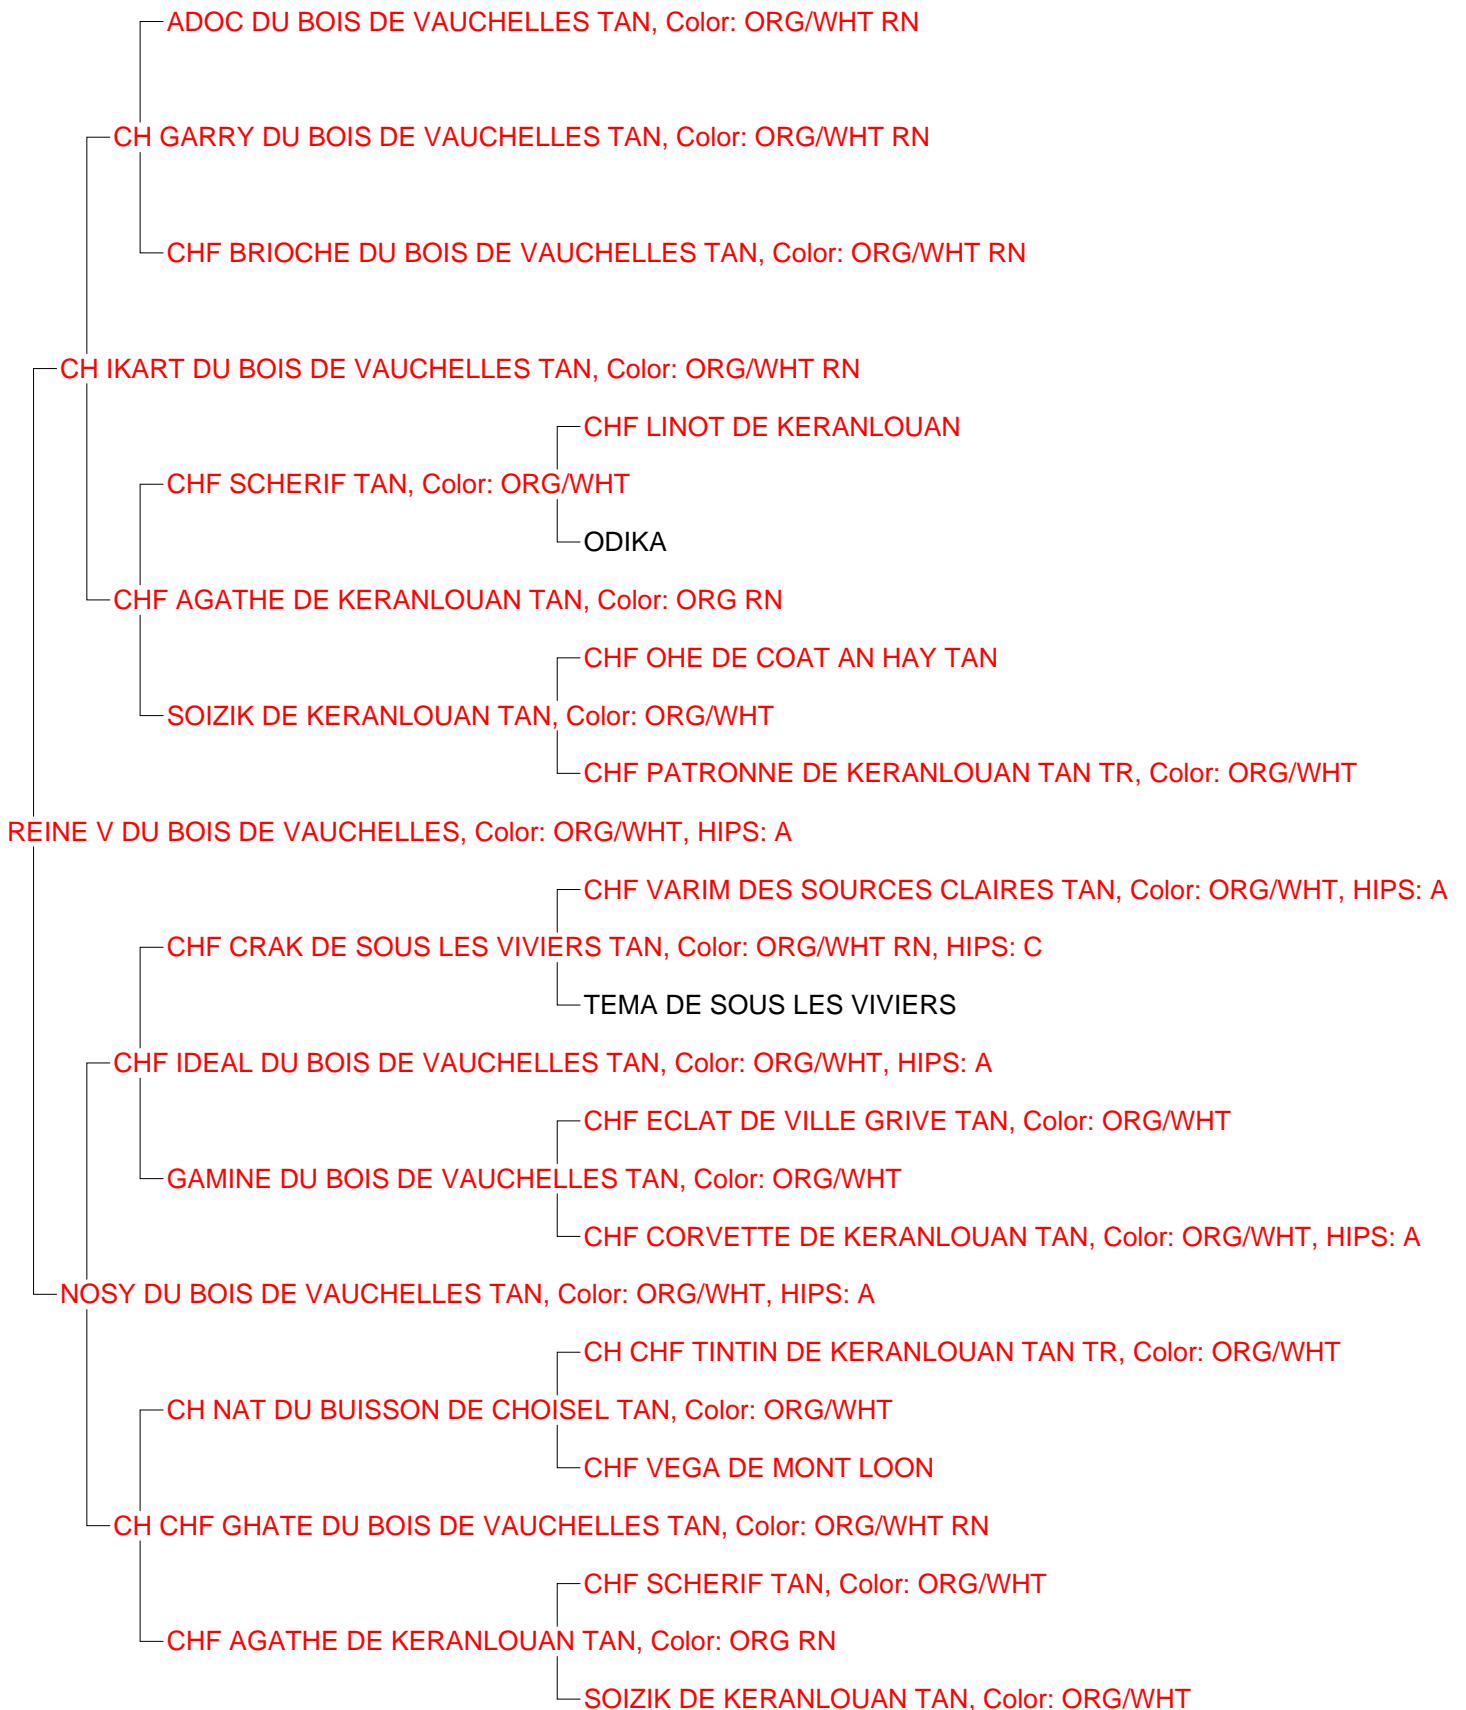 ADOC DU BOIS DE VAUCHELLES TAN, Color: ORG/WHT RN
CH GARRY DU BOIS DE VAUCHELLES TAN, Color: ORG/WHT RN
CHF BRIOCHE DU BOIS DE VAUCHELLES TAN, Color: ORG/WHT RN
CH IKART DU BOIS DE VAUCHELLES TAN, Color: ORG/WHT RN
CHF LINOT DE KERANLOUAN
CHF SCHERIF TAN, Color: ORG/WHT
ODIKA
CHF AGATHE DE KERANLOUAN TAN, Color: ORG RN
CHF OHE DE COAT AN HAY TAN
SOIZIK DE KERANLOUAN TAN, Color: ORG/WHT
CHF PATRONNE DE KERANLOUAN TAN TR, Color: ORG/WHT
REINE V DU BOIS DE VAUCHELLES, Color: ORG/WHT, HIPS: A
CHF VARIM DES SOURCES CLAIRES TAN, Color: ORG/WHT, HIPS: A
CHF CRAK DE SOUS LES VIVIERS TAN, Color: ORG/WHT RN, HIPS: C
TEMA DE SOUS LES VIVIERS
CHF IDEAL DU BOIS DE VAUCHELLES TAN, Color: ORG/WHT, HIPS: A
CHF ECLAT DE VILLE GRIVE TAN, Color: ORG/WHT
GAMINE DU BOIS DE VAUCHELLES TAN, Color: ORG/WHT
CHF CORVETTE DE KERANLOUAN TAN, Color: ORG/WHT, HIPS: A
NOSY DU BOIS DE VAUCHELLES TAN, Color: ORG/WHT, HIPS: A
CH CHF TINTIN DE KERANLOUAN TAN TR, Color: ORG/WHT
CH NAT DU BUISSON DE CHOISEL TAN, Color: ORG/WHT
CHF VEGA DE MONT LOON
CH CHF GHATE DU BOIS DE VAUCHELLES TAN, Color: ORG/WHT RN
CHF SCHERIF TAN, Color: ORG/WHT
CHF AGATHE DE KERANLOUAN TAN, Color: ORG RN
SOIZIK DE KERANLOUAN TAN, Color: ORG/WHT